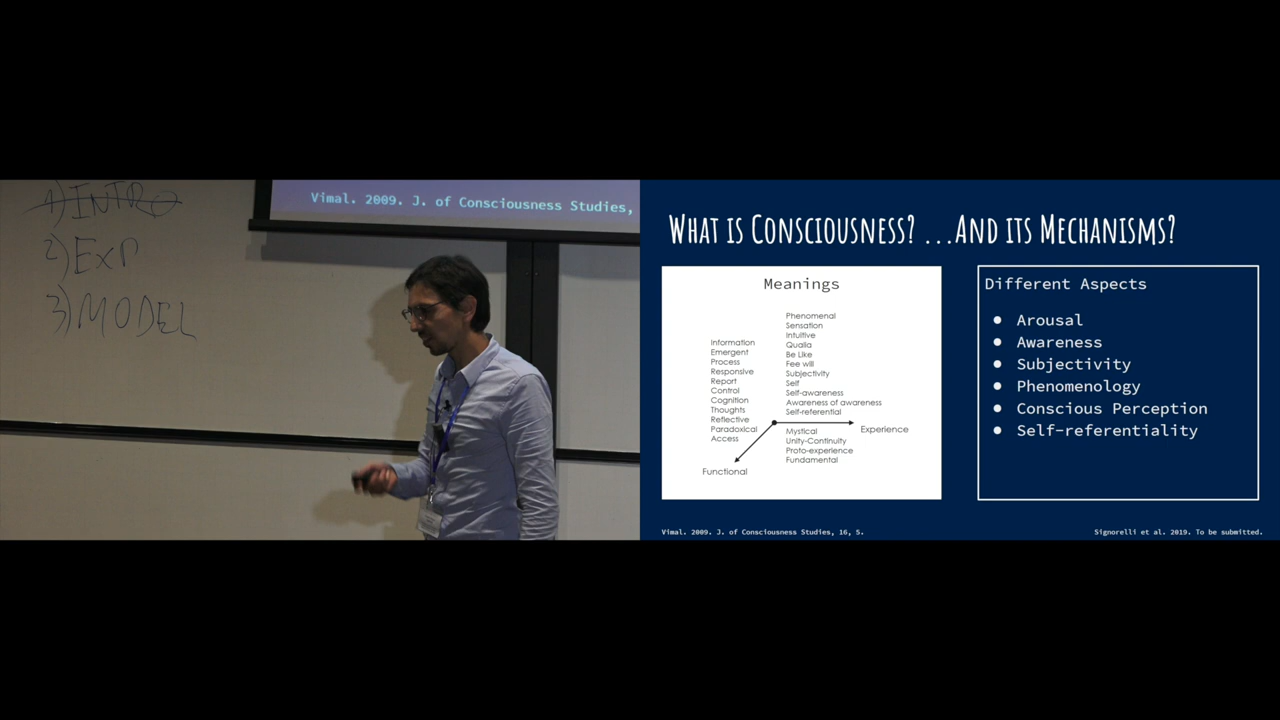 1) INTRO
2) EXP
3) MODEL
Vimal. 2009. J. of Consciousness Studies,
WHAT IS CONSCIOUSNESS? ...AND ITS MECHANISMS?
Meanings
Information
Emergent
Process
Responsive
Report
Control
Cognition
Thoughts
Reflective
Paradoxical
Access
Phenomenal
Sensation
Intuitive
Qualia
Be Like
Fee will
Subjectivity
Self
Self-awareness
Awareness of awareness
Self-referential
Mystical
Unity-Continuity
Proto-experience
Fundamental
Experience
Functional
Different Aspects
● Arousal
● Awareness
● Subjectivity
● Phenomenology
● Conscious Perception
● Self-referentiality
Vimal. 2009. J. of Consciousness Studies, 16, 5.
Signorelli et al. 2019. To be submitted.